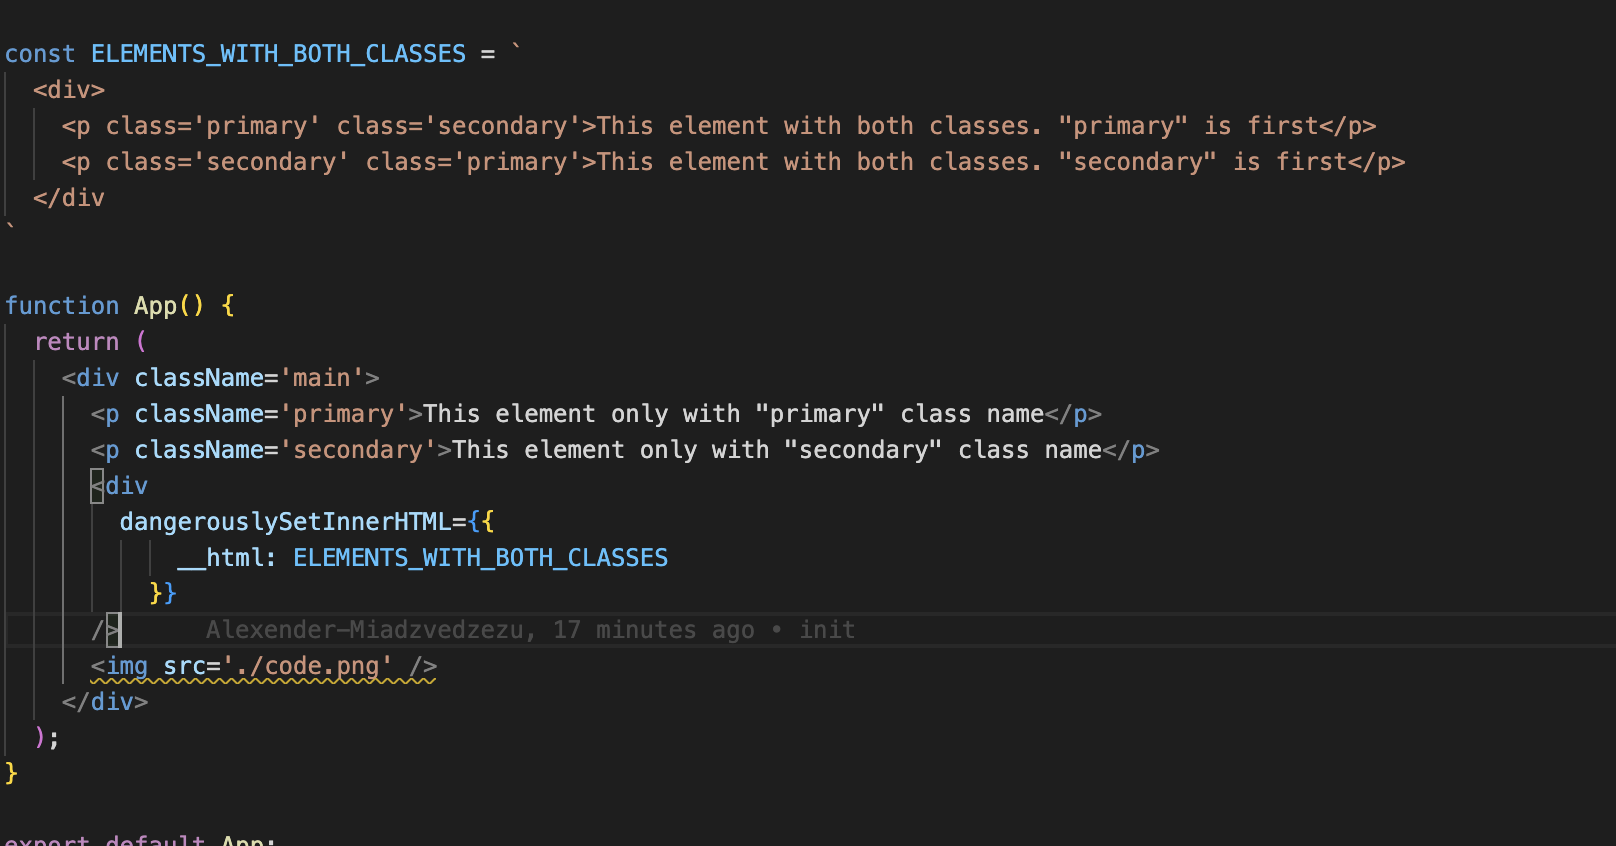 const ELEMENTS_WITH_BOTH_CLASSES = `
<div>
<p class='primary' class='secondary'>This element with both classes. "primary" is first</p>
<p class='secondary' class='primary'>This element with both classes. "secondary" is first</p>
</div
`
function App() {
return (
<div className='main'>
<p className='primary'>This element only with "primary" class name</p>
<p className='secondary'>This element only with "secondary" class name</p>
<div
dangerouslySetInnerHTML={{
__html: ELEMENTS_WITH_BOTH_CLASSES
}}
/> Alexender-Miadzvedzezu, 17 minutes ago • init
<img src='./code.png' />
</div>
);
}
export default App;